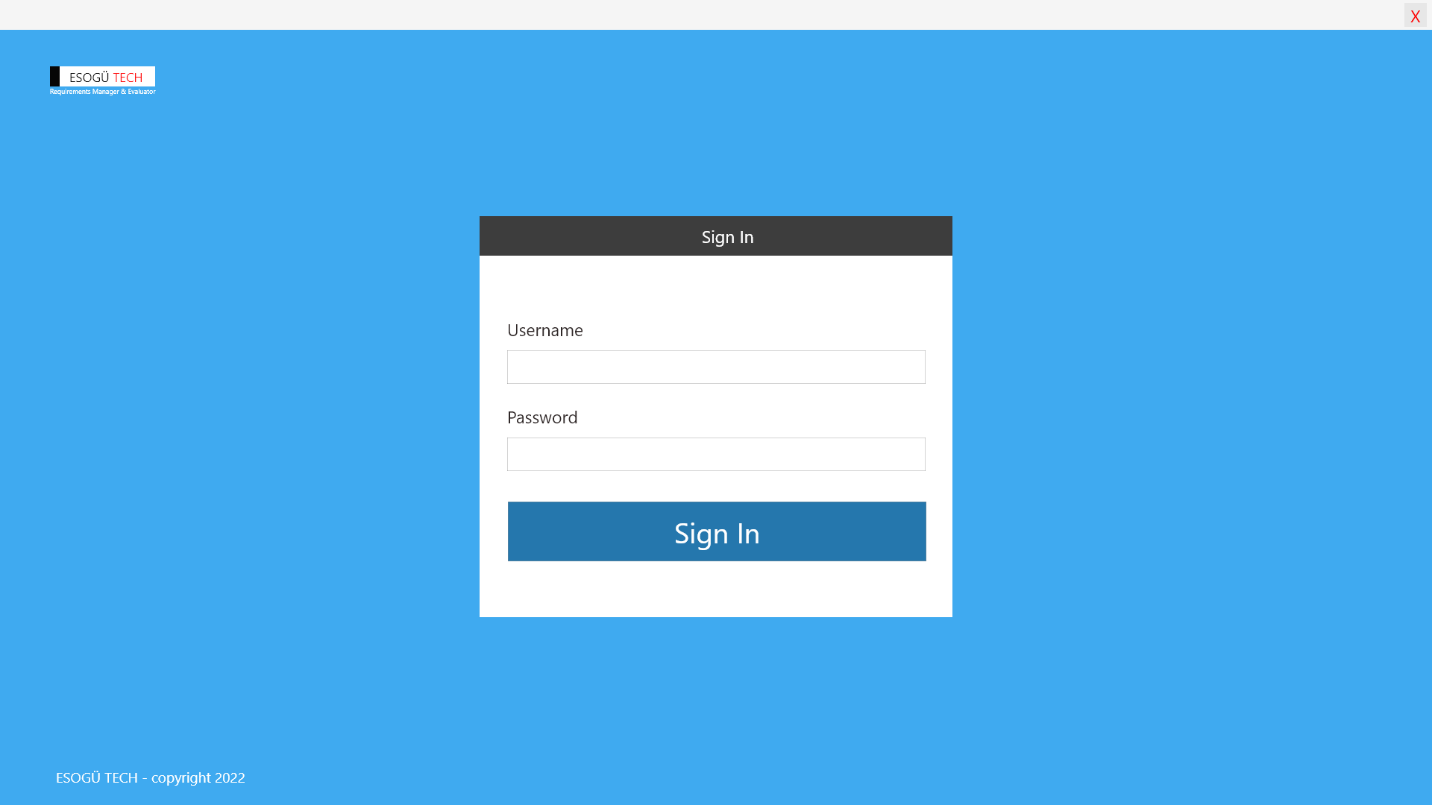 X
ESOGÜ TECH
Requirements Manager & Evaluator
Sign In
Username
Password
Sign In
ESOGÜ TECH - copyright 2022